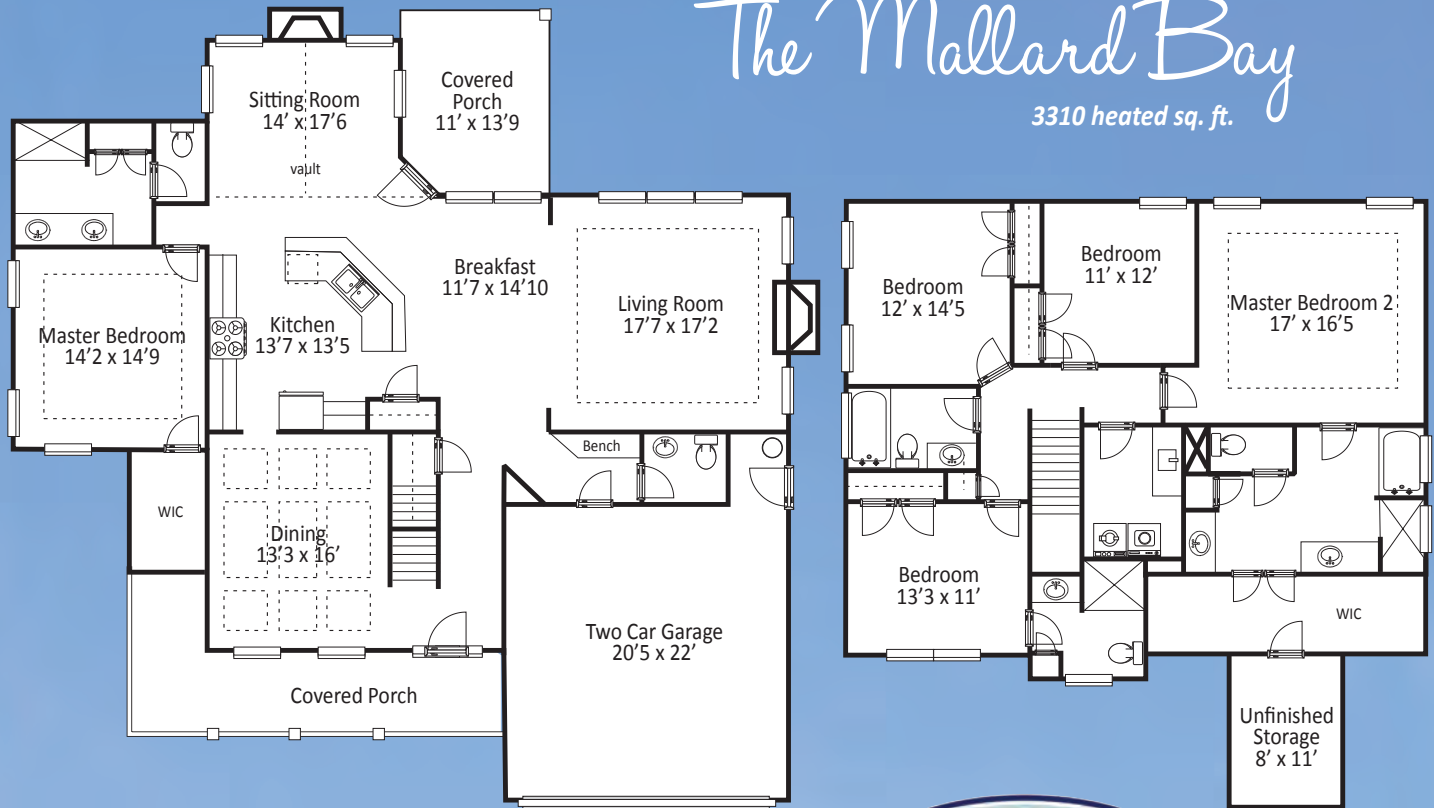 The Mallard Bay
3310 heated sq. ft.
Sitting Room
14’ x 17’6
vault
Covered
Porch
11’ x 13’9
Breakfast
11’7 x 14’10
Living Room
17’7 x 17’2
Kitchen
13’7 x 13’5
Master Bedroom
14’2 x 14’9
Bench
WIC
Dining
13’3 x 16’
Two Car Garage
20’5 x 22’
Covered Porch
Bedroom
12’ x 14’5
Bedroom
11’ x 12’
Master Bedroom 2
17’ x 16’5
Bedroom
13’3 x 11’
WIC
Unfinished
Storage
8’ x 11’